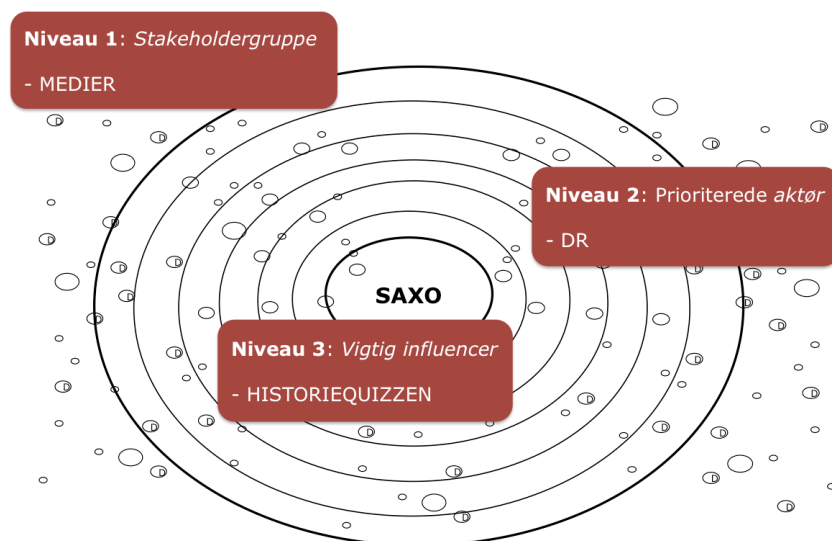 Niveau 1: Stakeholdergruppe
- MEDIER
Niveau 2: Prioriterede aktør
- DR
SAXO
Niveau 3: Vigtig influencer
- HISTORIEQUIZZEN